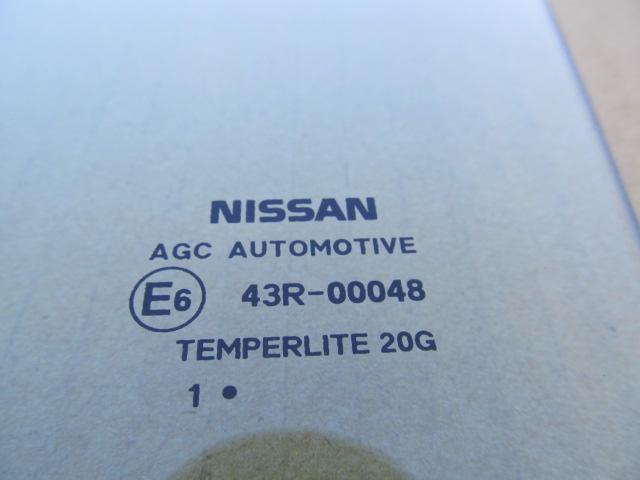 NISSAN
AGC AUTOMOTIVE
E6 43R-00048
TEMPERLITE 20G
1 •